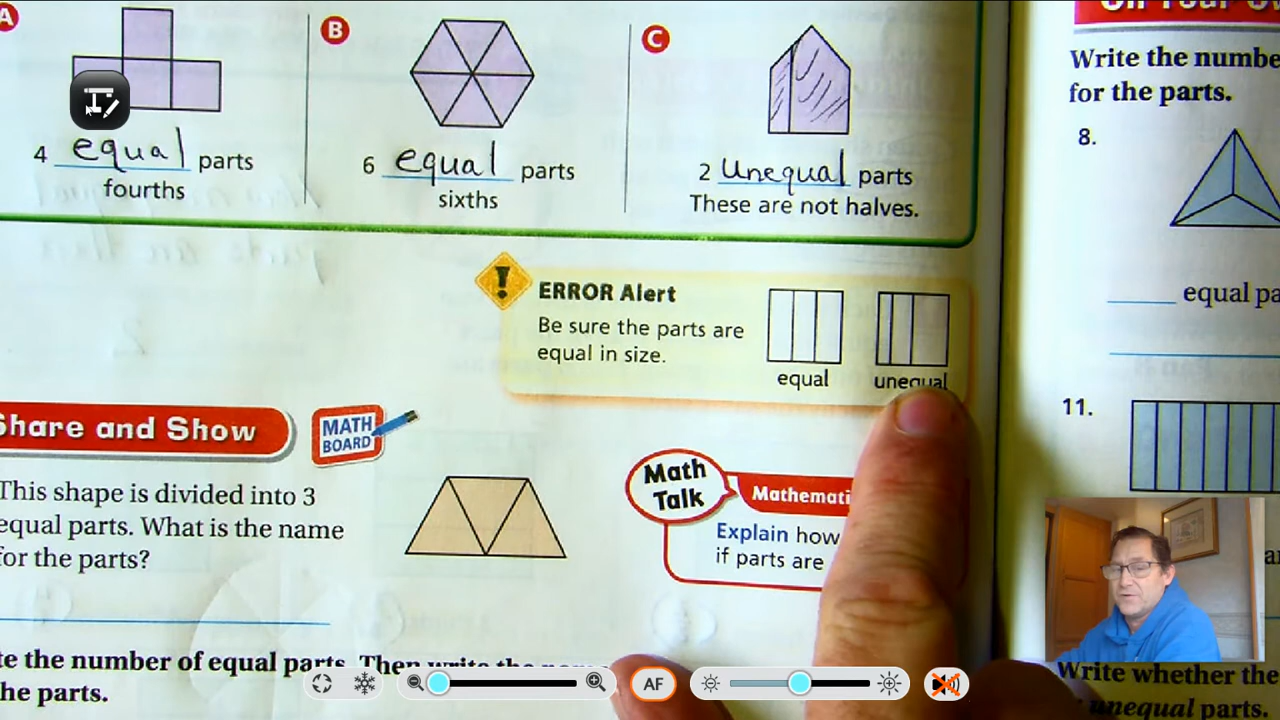 A
B
C
4 equal parts
fourths
6 equal parts
sixths
2 Unequal parts
These are not halves.
ERROR Alert
Be sure the parts are
equal in size.
equal
unequal
Share and Show
MATH
BOARD
This shape is divided into 3
equal parts. What is the name
for the parts?
Math
Talk
Mathemati
Explain how
if parts are
te the number of equal parts. Then write the
he parts.
Write the numbe
for the parts.
8.
equal pa
11.
Write whether the
unequal parts.
AF